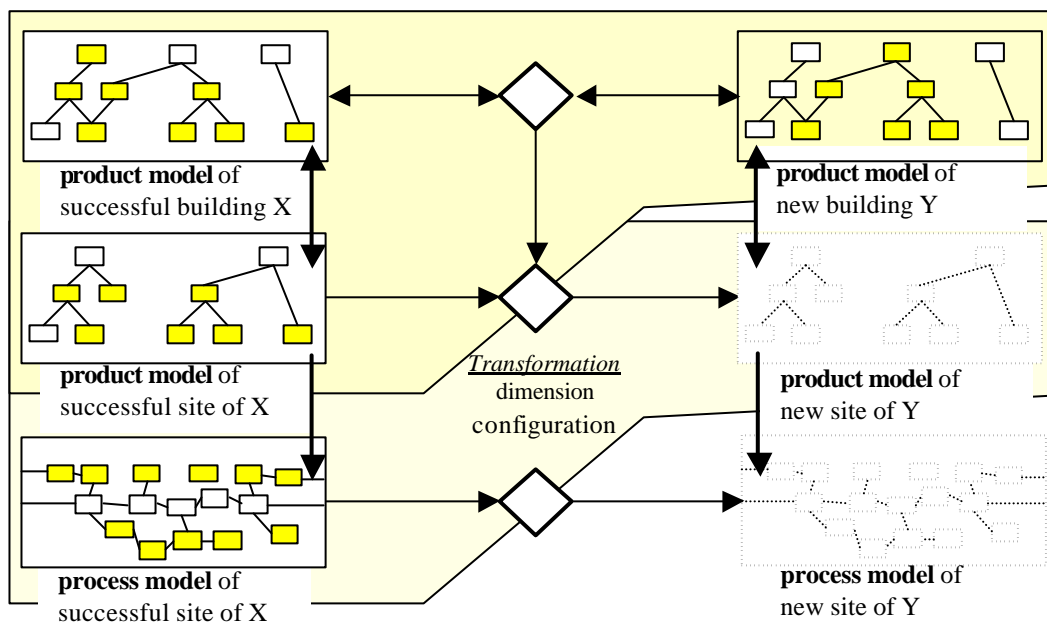 product model of
successful building X
product model of
new building Y
product model of
successful site of X
Transformation
dimension
configuration
product model of
new site of Y
process model of
successful site of X
process model of
new site of Y